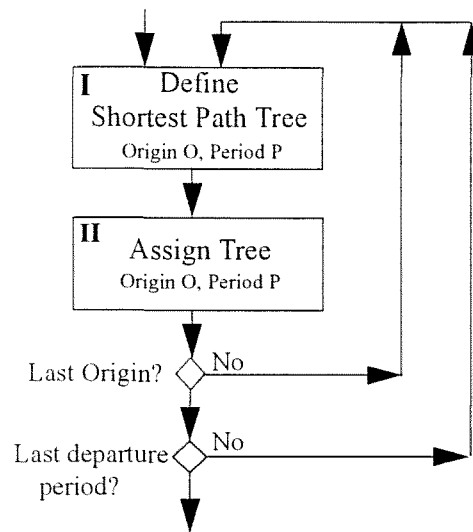 I
Define
Shortest Path Tree
Origin O, Period P
II
Assign Tree
Origin O, Period P
Last Origin?
No
Last departure
period?
No